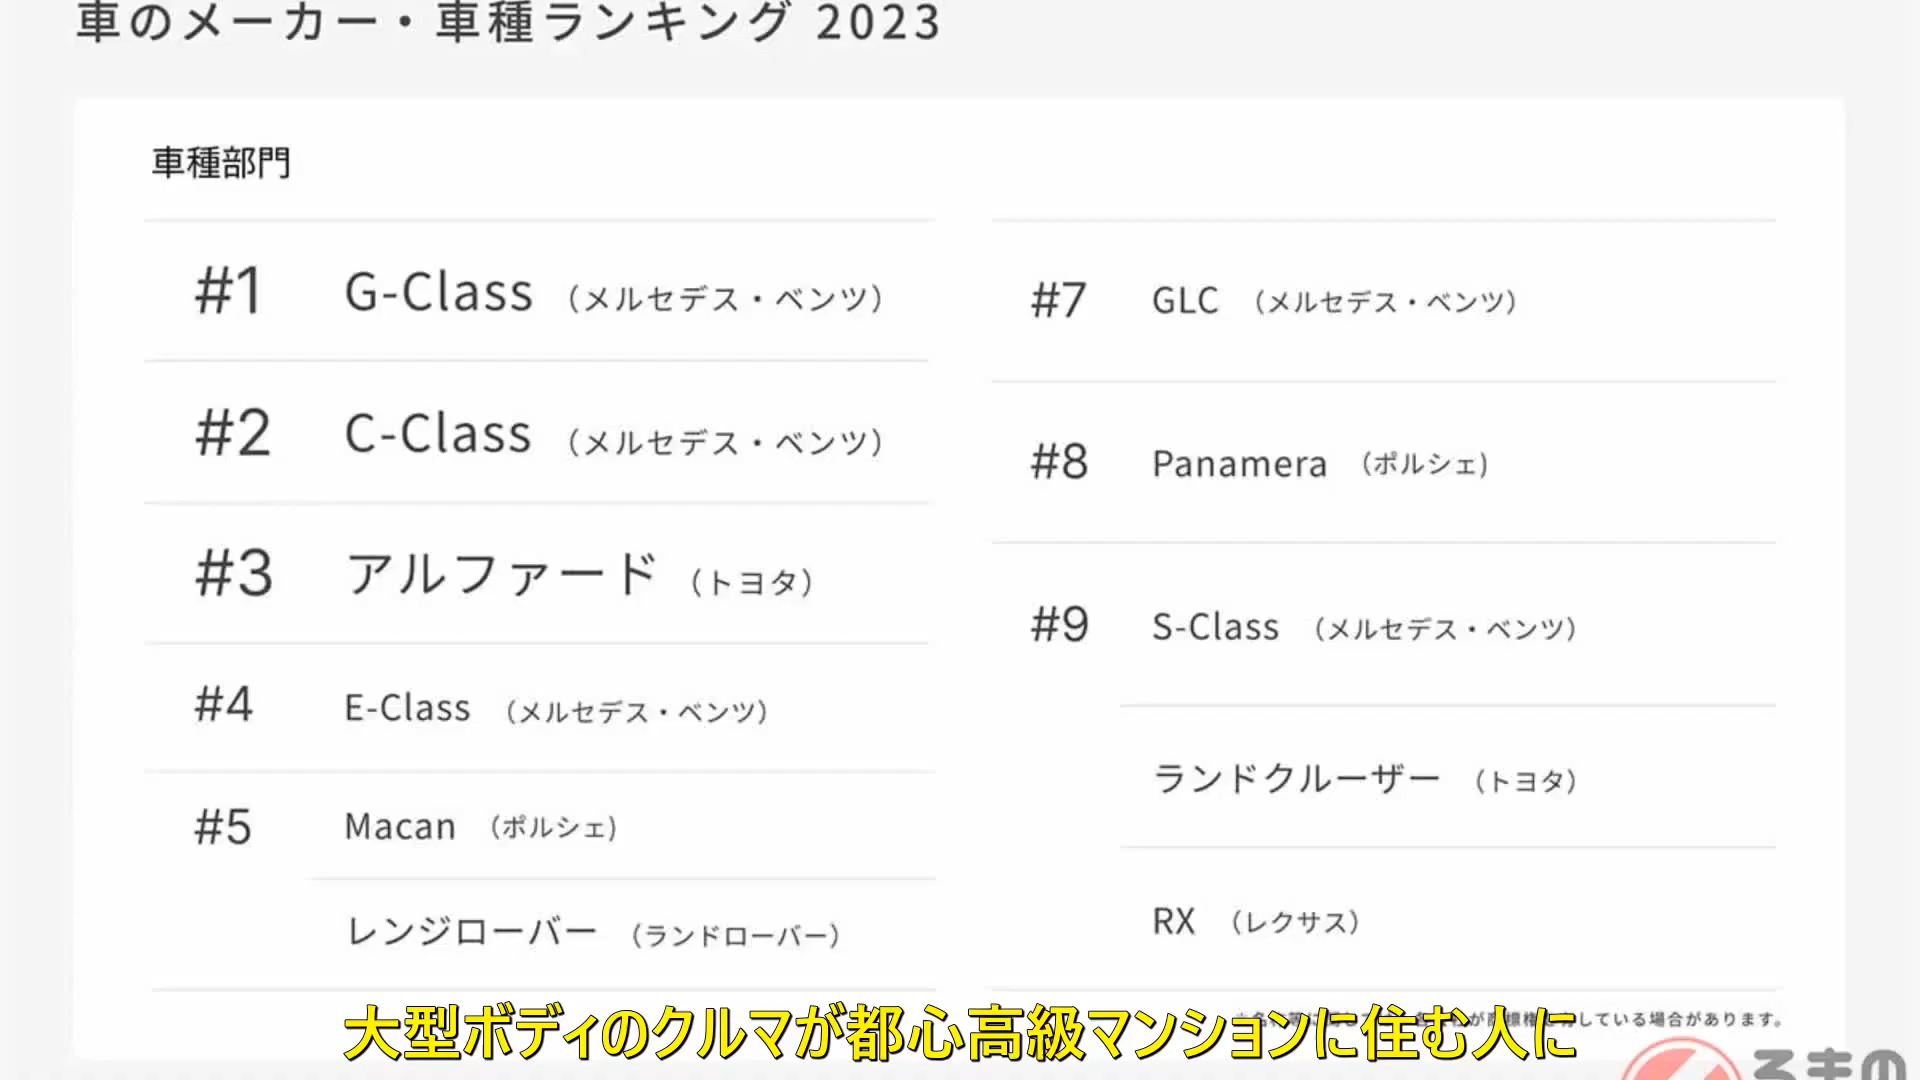 車のメーカー・車種ランキング 2023
車種部門
#1 G-Class （メルセデス・ベンツ）
#2 C-Class （メルセデス・ベンツ）
#3 アルファード （トヨタ）
#4 E-Class （メルセデス・ベンツ）
#5 Macan （ポルシェ）
レンジローバー （ランドローバー）
#7 GLC （メルセデス・ベンツ）
#8 Panamera （ポルシェ）
#9 S-Class （メルセデス・ベンツ）
ランドクルーザー （トヨタ）
RX （レクサス）
している場合があります。
大型ボディのクルマが都心高級マンションに住む人に
くるまの